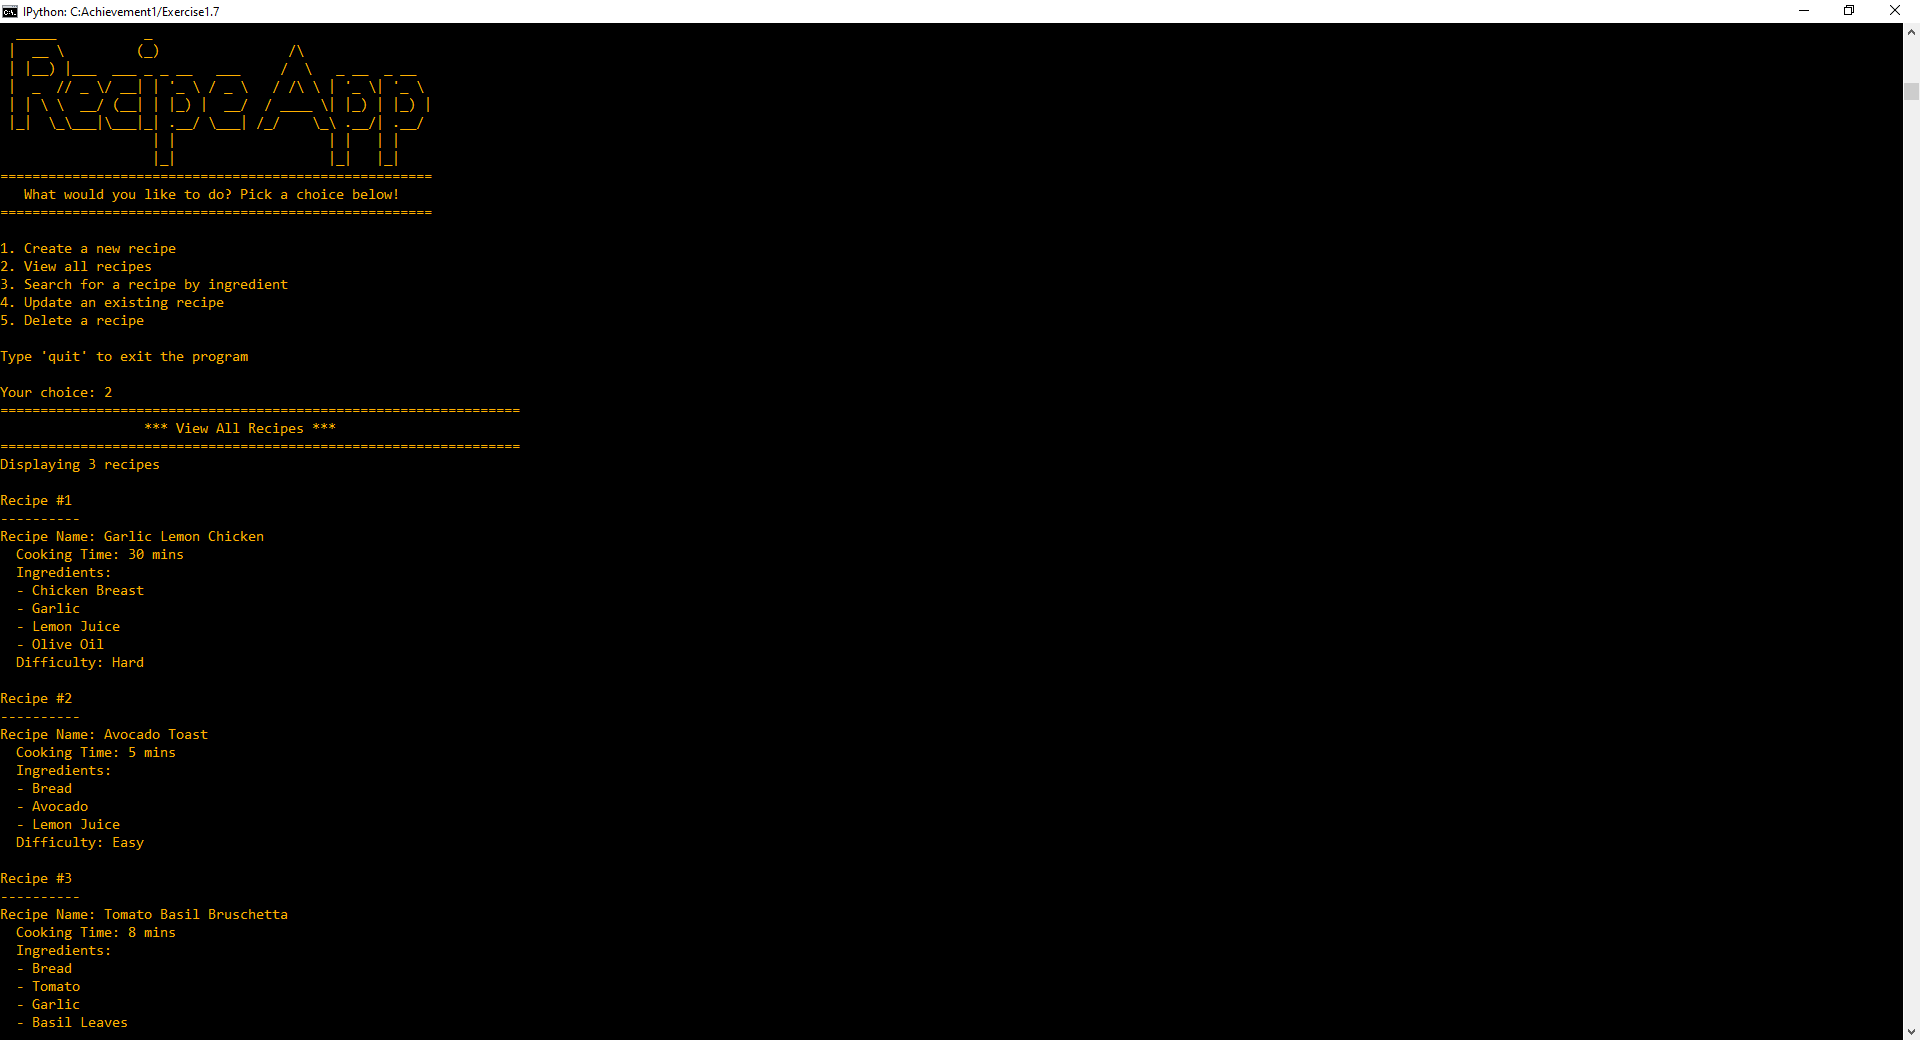 IPython: C:Achievement1/Exercise1.7
Recipe App
======================================================
What would you like to do? Pick a choice below!
======================================================
1. Create a new recipe
2. View all recipes
3. Search for a recipe by ingredient
4. Update an existing recipe
5. Delete a recipe
Type 'quit' to exit the program
Your choice: 2
=================================================================
*** View All Recipes ***
=================================================================
Displaying 3 recipes
Recipe #1
----------
Recipe Name: Garlic Lemon Chicken
Cooking Time: 30 mins
Ingredients:
- Chicken Breast
- Garlic
- Lemon Juice
- Olive Oil
Difficulty: Hard
Recipe #2
----------
Recipe Name: Avocado Toast
Cooking Time: 5 mins
Ingredients:
- Bread
- Avocado
- Lemon Juice
Difficulty: Easy
Recipe #3
----------
Recipe Name: Tomato Basil Bruschetta
Cooking Time: 8 mins
Ingredients:
- Bread
- Tomato
- Garlic
- Basil Leaves